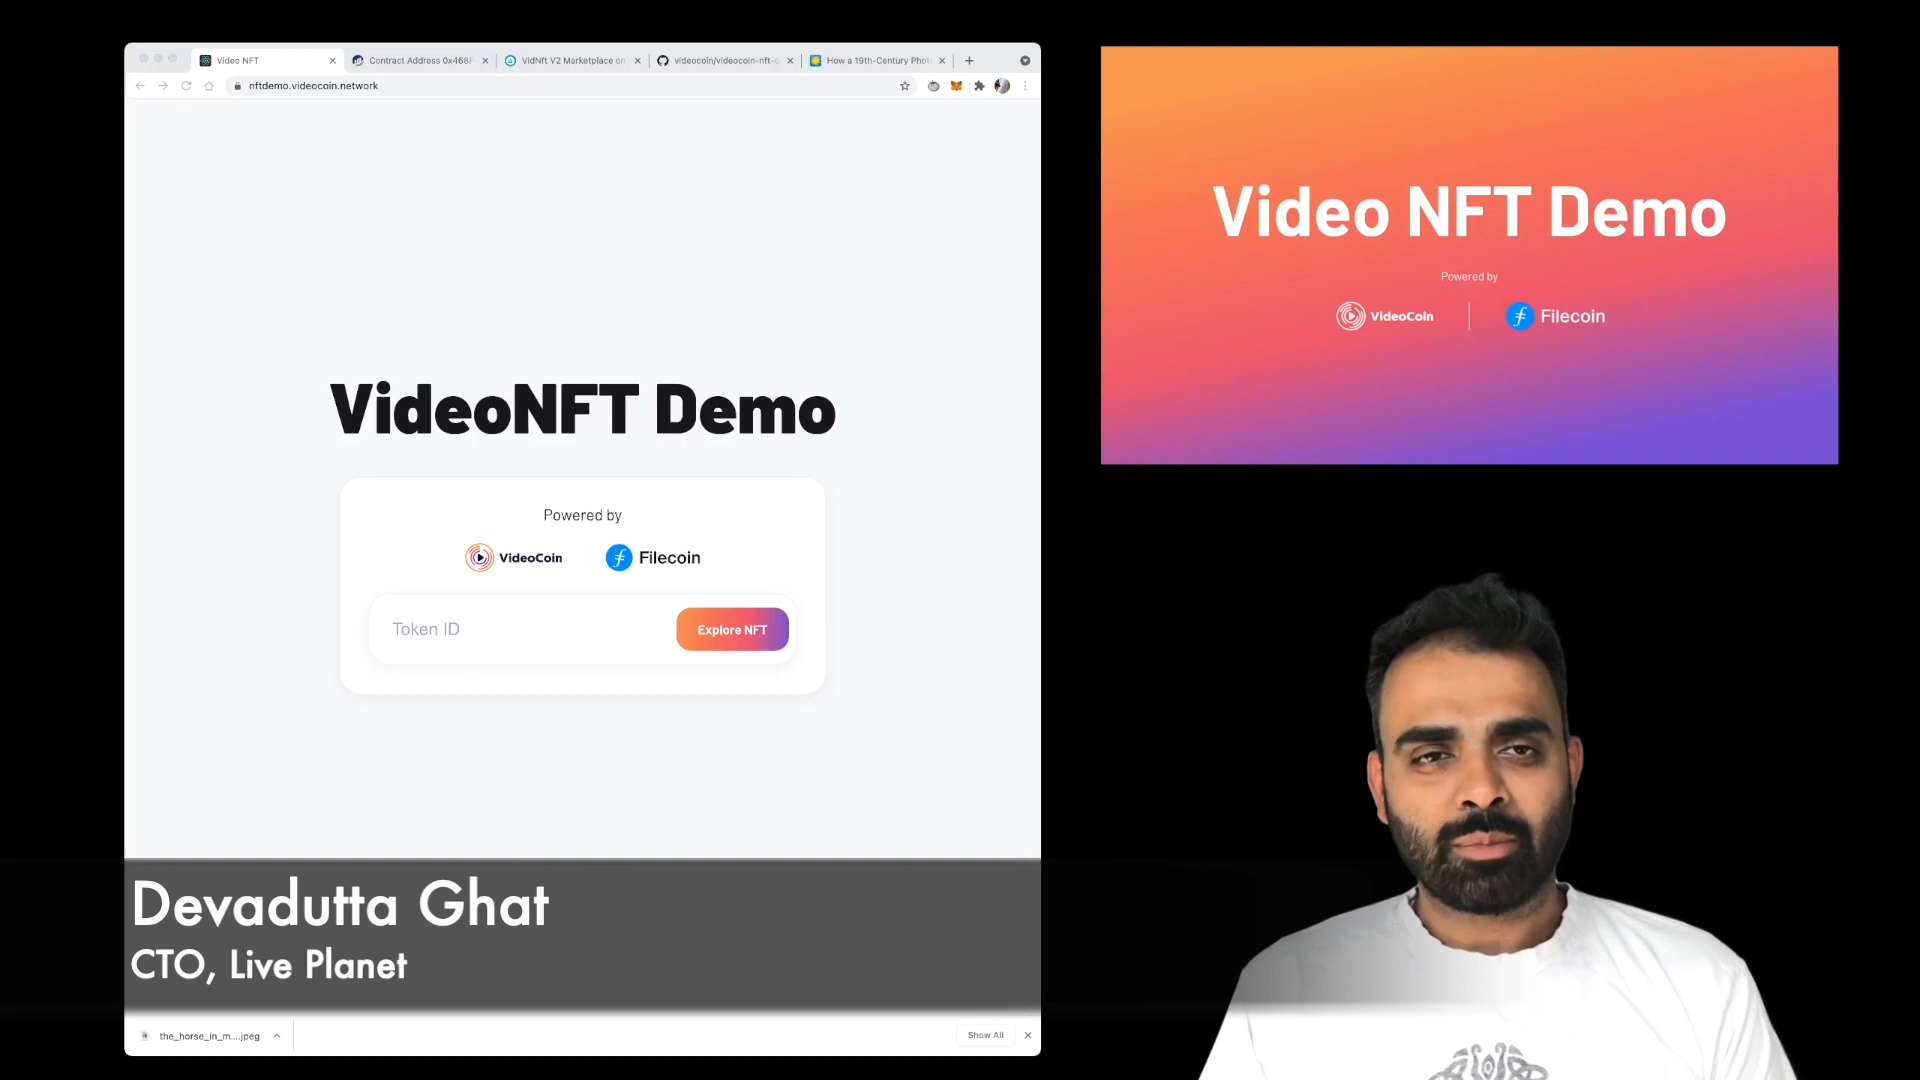 Video NFT
Contract Address 0x468F
VidNft V2 Marketplace on
videocoin/videocoin-nft-d
How a 19th-Century Phot
nftdemo.videocoin.network
VideoNFT Demo
Powered by
VideoCoin
Filecoin
Token ID
Explore NFT
Devadutta Ghat
CTO, Live Planet
the_horse_in_m....jpeg
Show All
Video NFT Demo
Powered by
VideoCoin
Filecoin